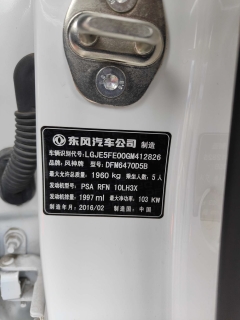 东风汽车公司 制造
车辆识别代号: LGJE5FE00GM412826
品牌: 风神牌 型号: DFM6470D5B
最大允许总质量: 1960 kg 乘坐人数: 5 人
发动机型号: PSA RFN 10LH3X
发动机排量: 1997 ml 最大净功率: 103 KW
制造年月: 2016/02 制造国: 中国